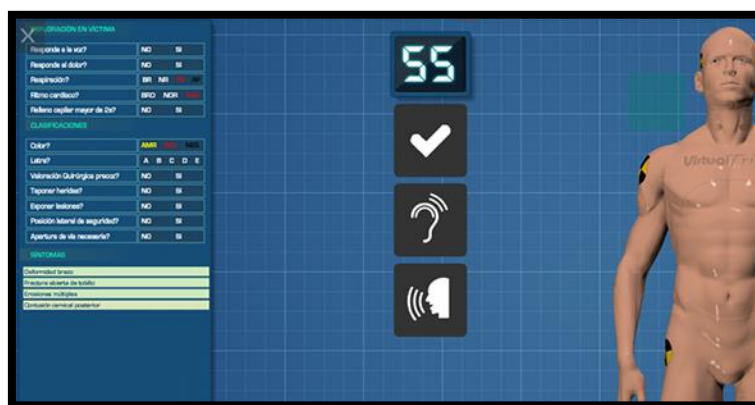 EXPLORACIÓN EN VÍCTIMA
Responde a la voz? NO SI
Responde al dolor? NO SI
Respiración? BR NR
Ritmo cardíaco? BRD NOR
Relleno capilar mayor de 2s? NO SI
CLASIFICACIONES
Color? AMR NEG
Letra? A B C D E
Valoración Quirúrgica precoz? NO SI
Taponar heridas? NO SI
Exponer lesiones? NO SI
Posición lateral de seguridad? NO SI
Apertura de vía necesaria? NO SI
SÍNTOMAS
Deformidad brazo
Fractura abierta de tobillo
Erosiones múltiples
Contusión cervical posterior
55